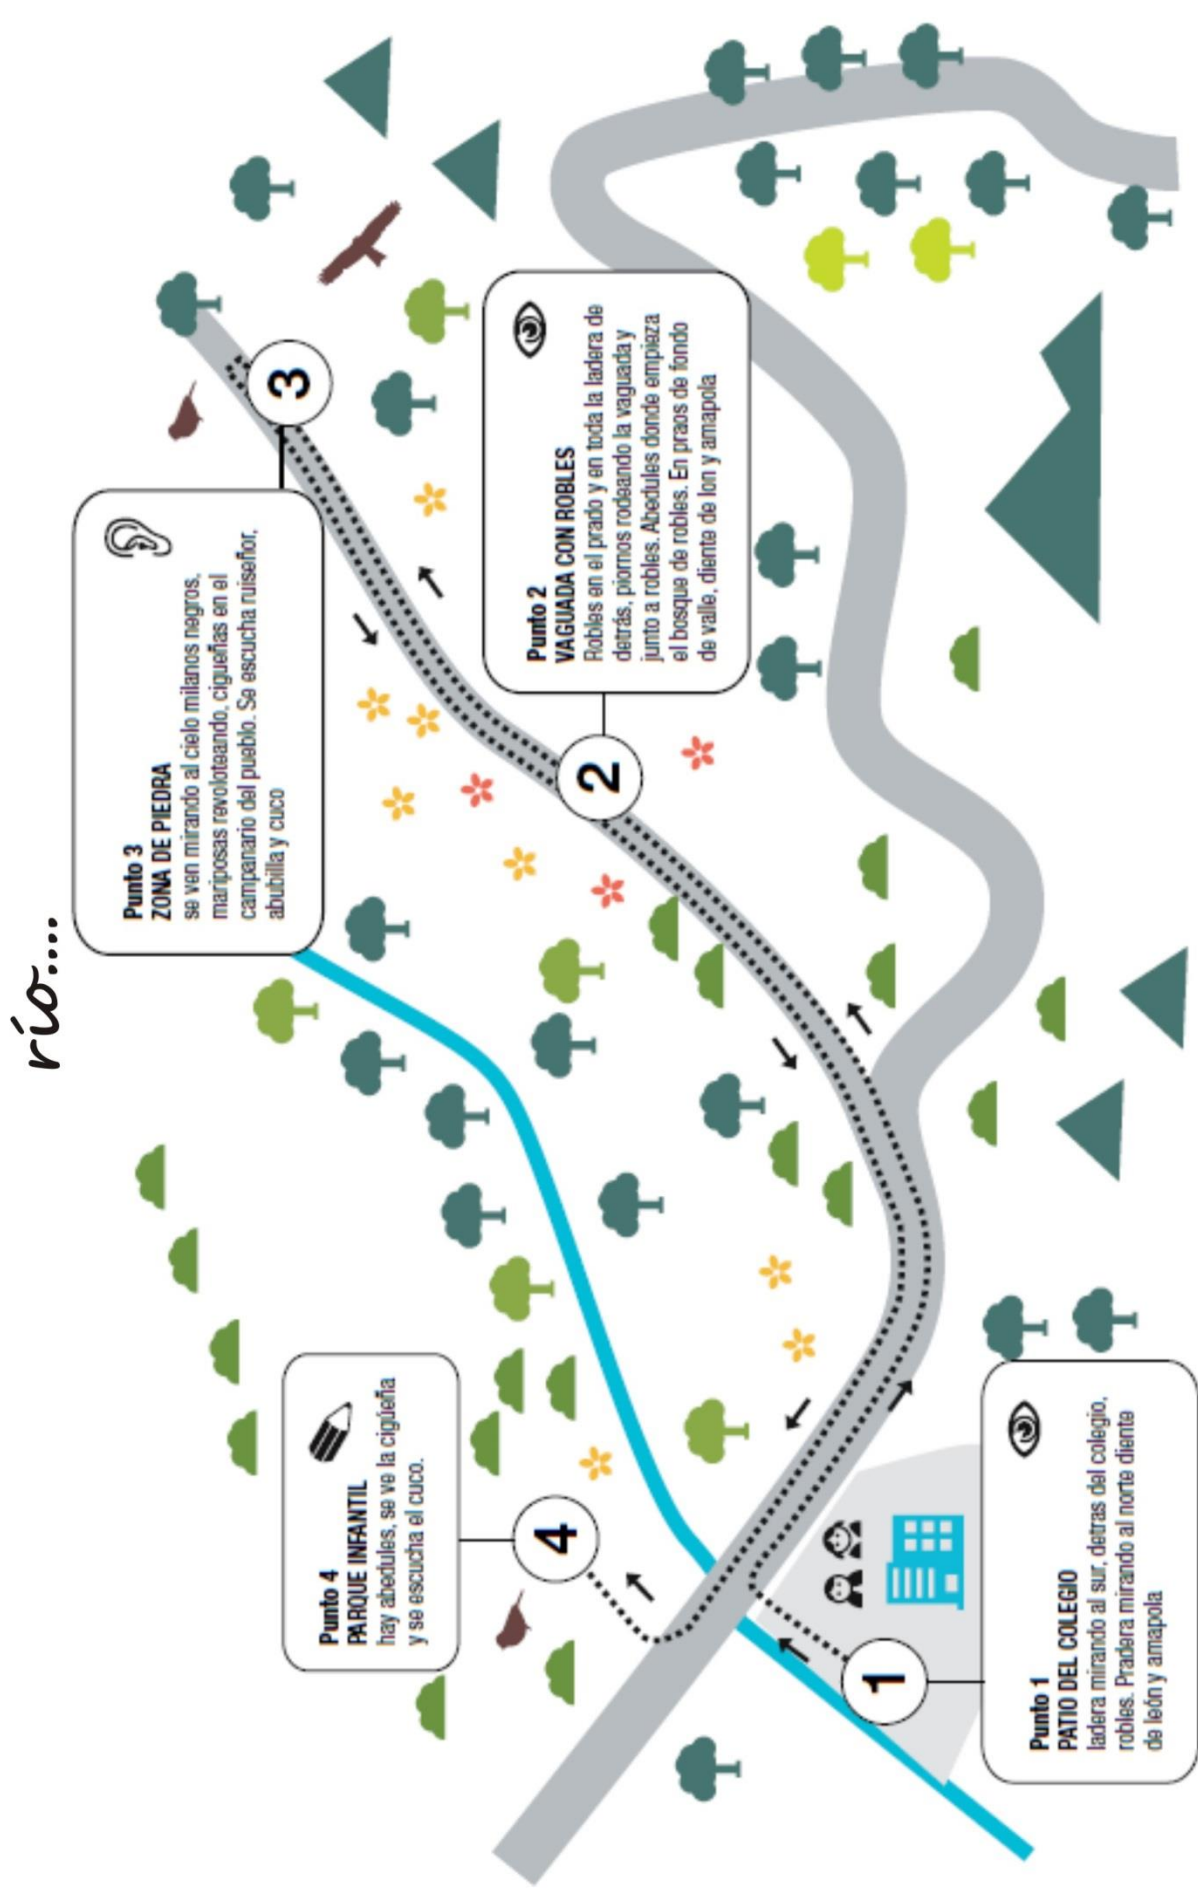 río....
Punto 3
ZONA DE PIEDRA
se ven mirando al cielo milanos negros,
mariposas revoloteando, cigueñas en el
campanario del pueblo. Se escucha ruiseñor,
abubilla y cuco
3
Punto 2
VAGUADA CON ROBLES
Robles en el prado y en toda la ladera de
detrás, piornos rodeando la vaguada y
junto a robles. Abedules donde empieza
el bosque de robles. En praos de fondo
de valle, diente de lon y amapola
2
Punto 4
PARQUE INFANTIL
hay abedules, se ve la cigüeña
y se escucha el cuco.
4
1
Punto 1
PATIO DEL COLEGIO
ladera mirando al sur, detras del colegio,
robles. Pradera mirando al norte diente
de león y amapola